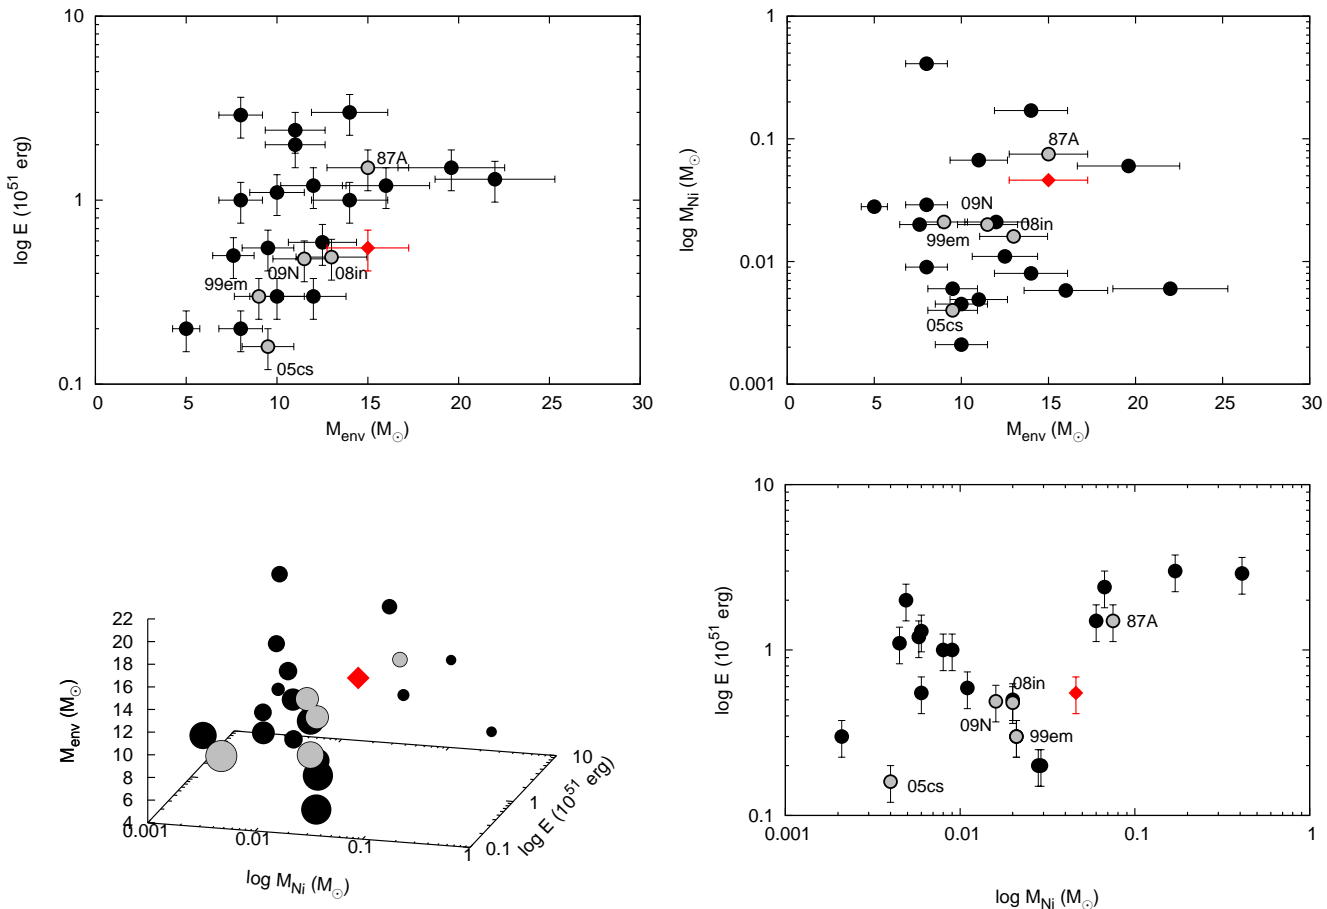 10
1
0.1
log E (10^51 erg)
87A
09N
08in
99em
05cs
0 5 10 15 20 25 30
M_env (M_☉)
1
0.1
0.01
0.001
log M_Ni (M_☉)
87A
09N
99em
08in
05cs
0 5 10 15 20 25 30
M_env (M_☉)
22
20
18
16
14
12
10
8
6
4
M_env (M_☉)
0.001 0.01 0.1 1
log M_Ni (M_☉)
0.1 1 10
log E (10^51 erg)
10
1
0.1
log E (10^51 erg)
87A
08in
09N
99em
05cs
0.001 0.01 0.1 1
log M_Ni (M_☉)